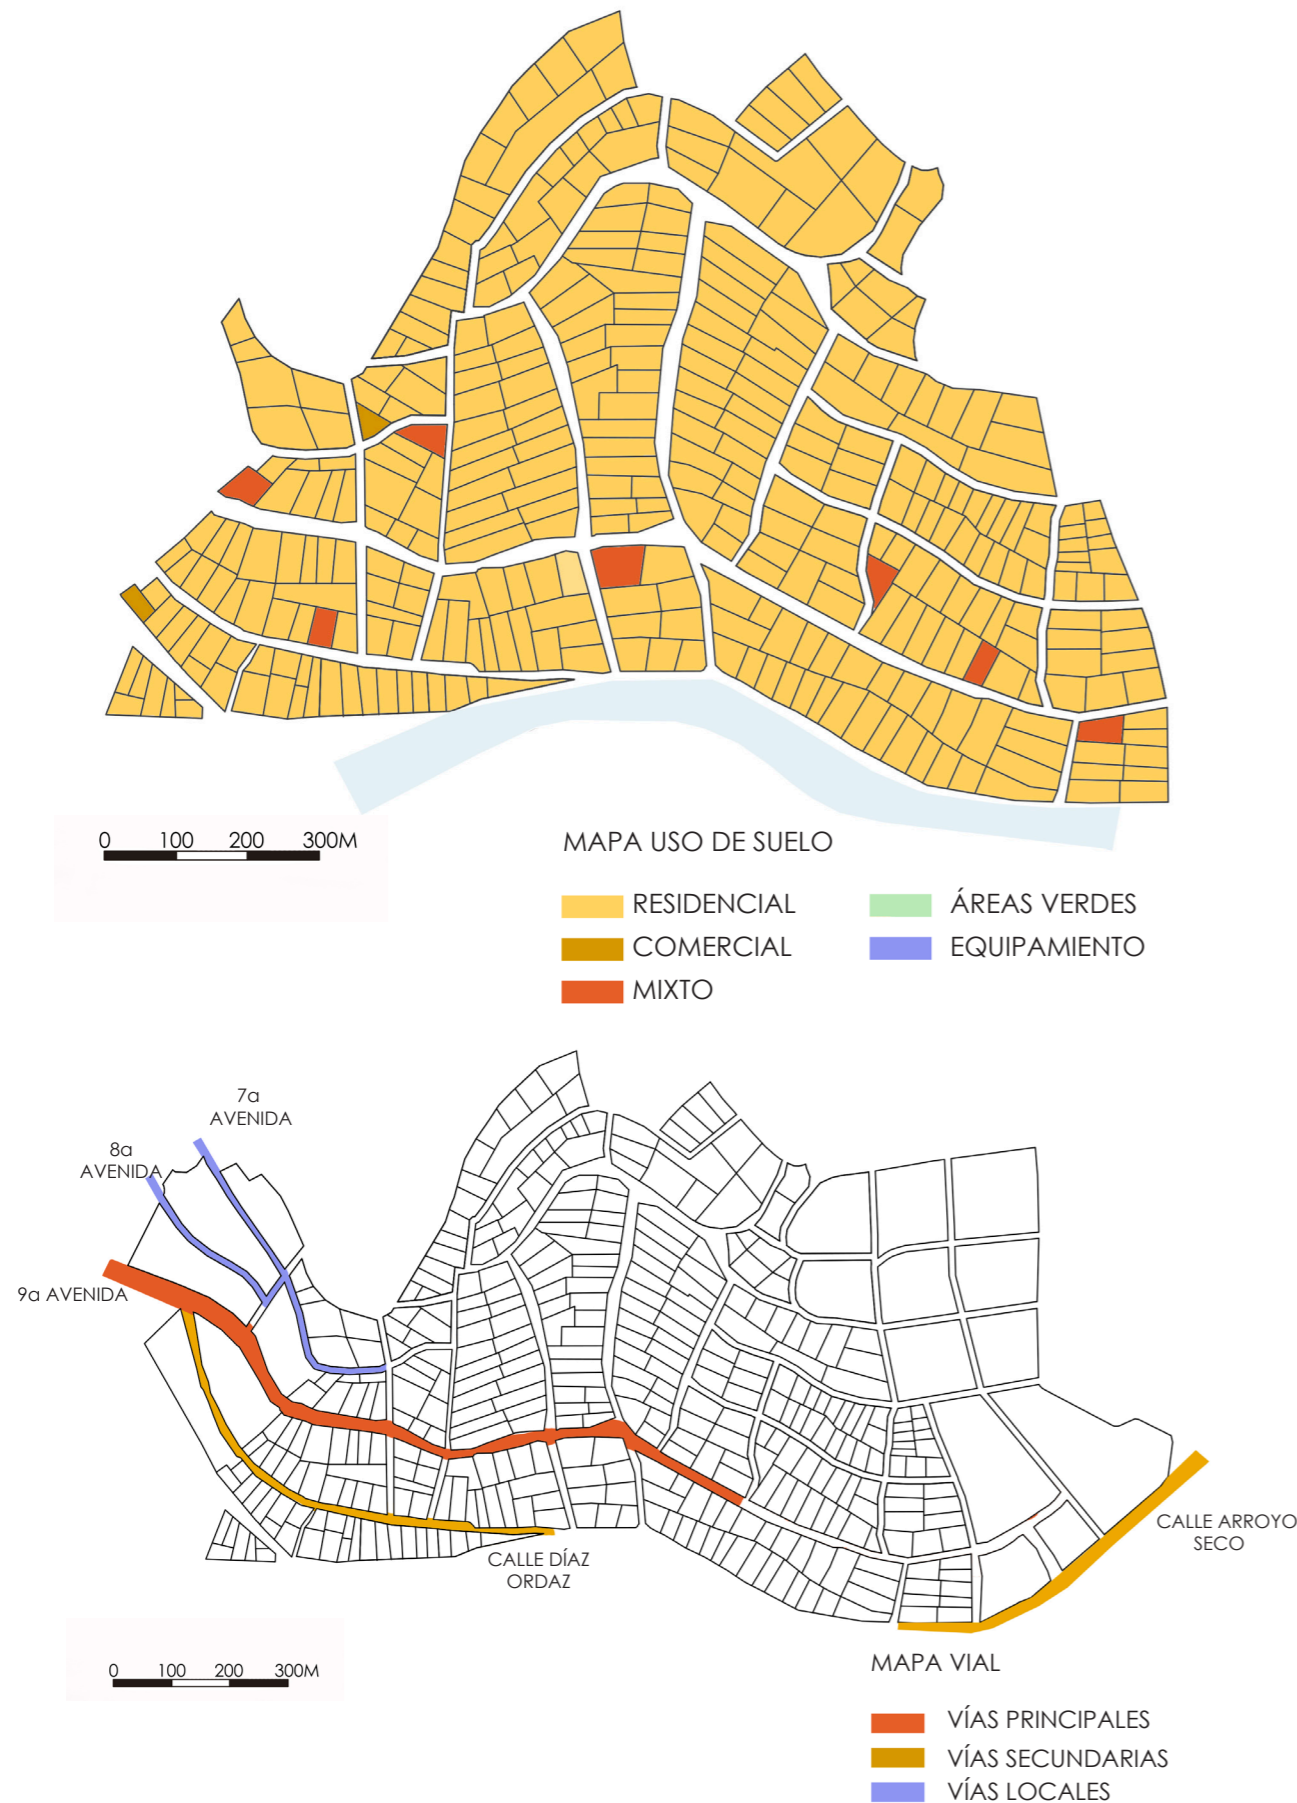 0 100 200 300M
MAPA USO DE SUELO
RESIDENCIAL
COMERCIAL
MIXTO
ÁREAS VERDES
EQUIPAMIENTO
7a
AVENIDA
8a
AVENIDA
9a AVENIDA
CALLE DÍAZ
ORDAZ
CALLE ARROYO
SECO
0 100 200 300M
MAPA VIAL
VÍAS PRINCIPALES
VÍAS SECUNDARIAS
VÍAS LOCALES